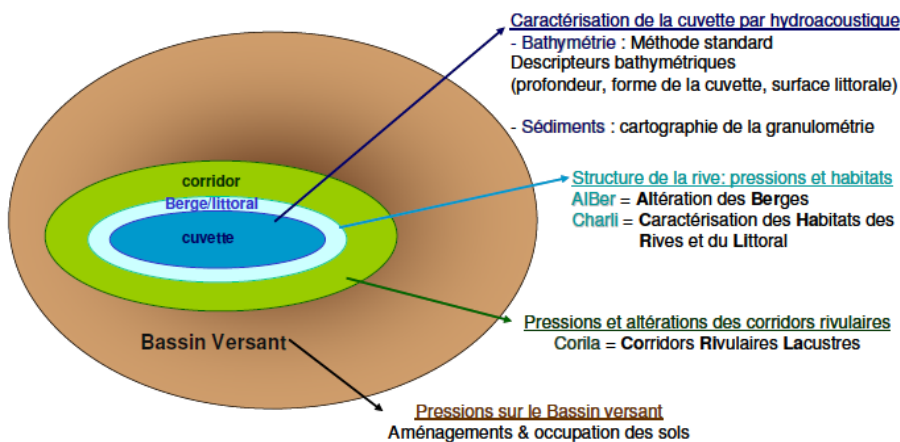 Caractérisation de la cuvette par hydroacoustique
- Bathymétrie : Méthode standard
Descripteurs bathymétriques
(profondeur, forme de la cuvette, surface littorale)
- Sédiments : cartographie de la granulométrie
corridor
Berge/littoral
cuvette
Structure de la rive: pressions et habitats
AlBer = Altération des Berges
Charli = Caractérisation des Habitats des
Rives et du Littoral
Pressions et altérations des corridors rivulaires
Corila = Corridors Rivulaires Lacustres
Bassin Versant
Pressions sur le Bassin versant
Aménagements & occupation des sols